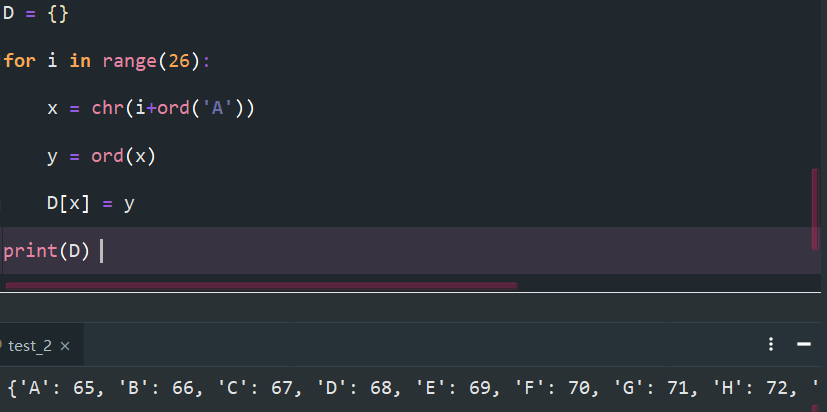 D = {}
for i in range(26):
    x = chr(i+ord('A'))
    y = ord(x)
    D[x] = y
print(D)
test_2 ×
{'A': 65, 'B': 66, 'C': 67, 'D': 68, 'E': 69, 'F': 70, 'G': 71, 'H': 72, '